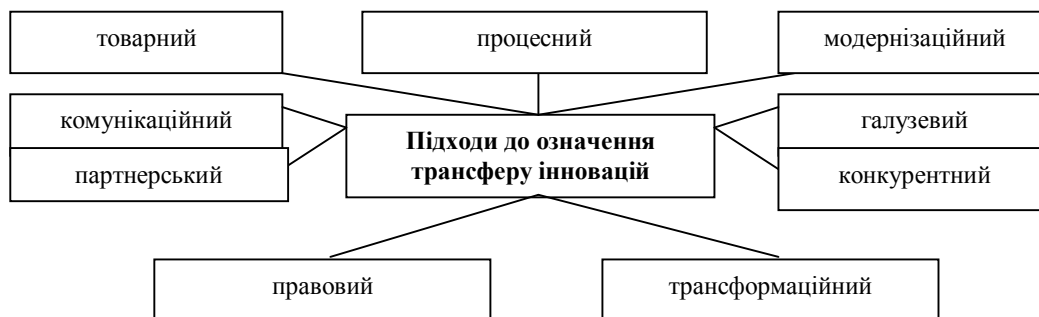 товарний
процесний
модернізаційний
комунікаційний
Підходи до означення
трансферу інновацій
галузевий
партнерський
конкурентний
правовий
трансформаційний